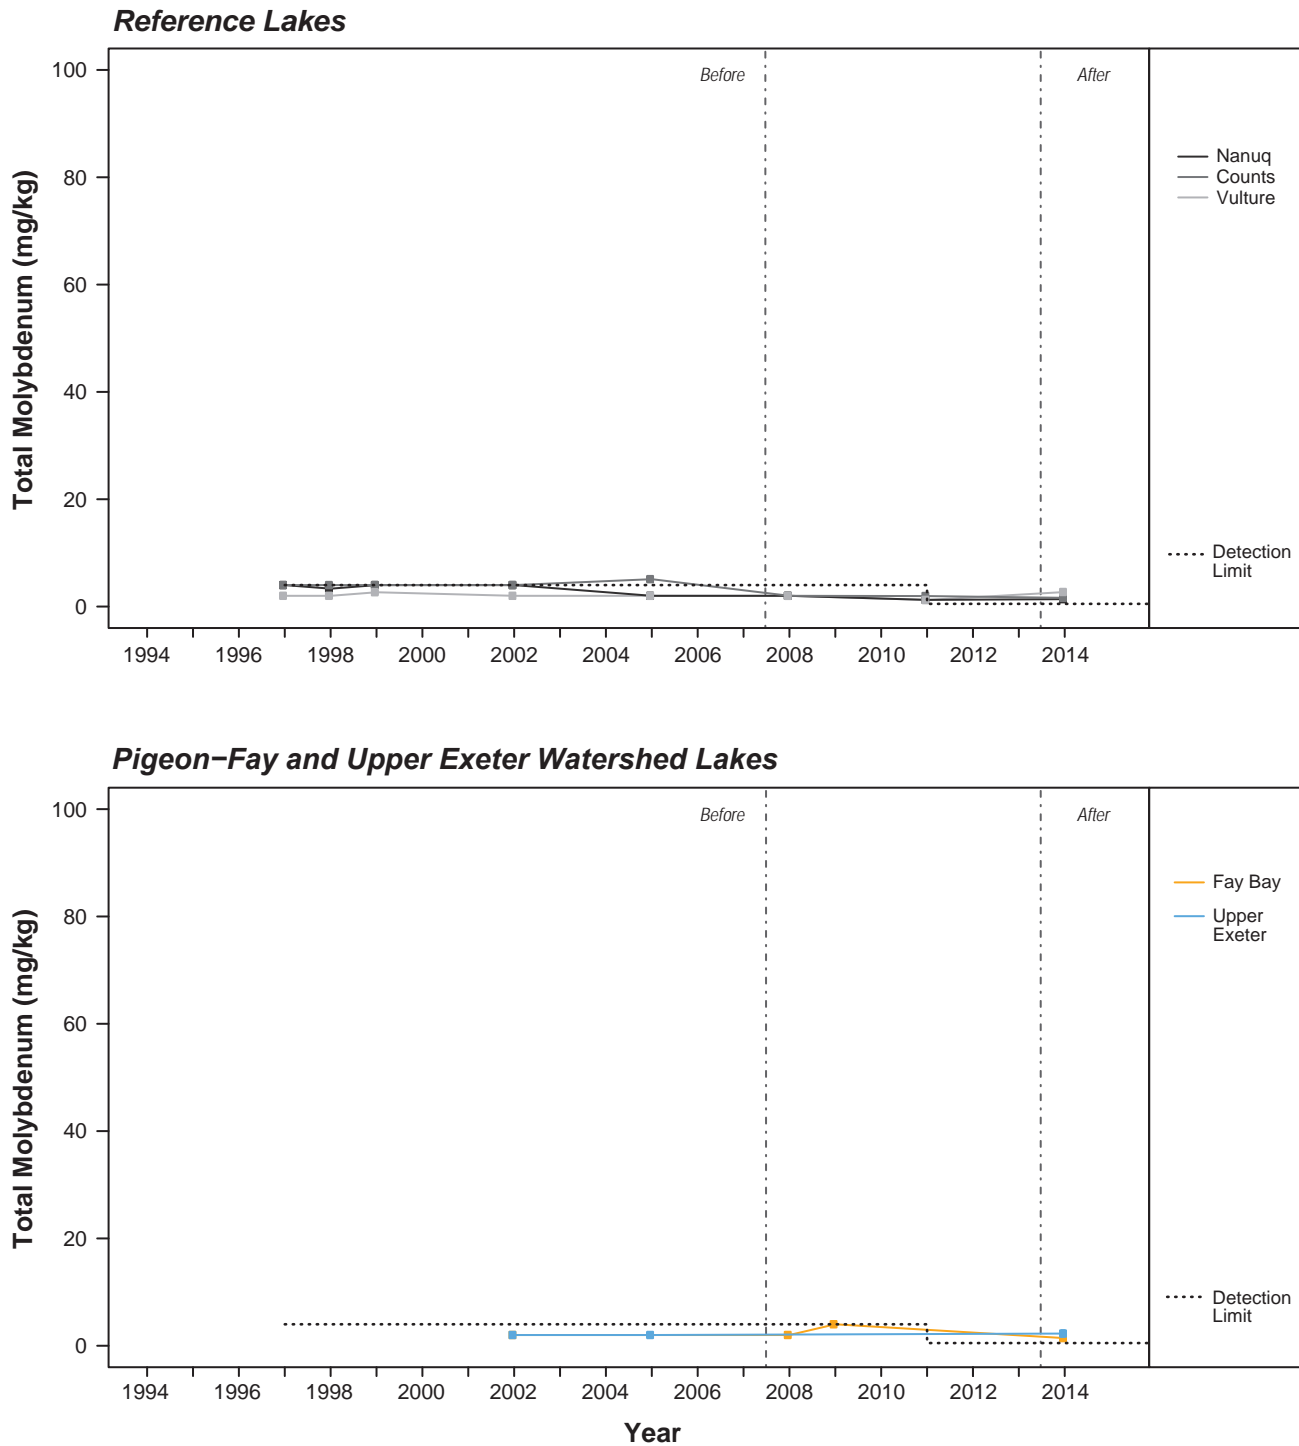 Reference Lakes
Total Molybdenum (mg/kg)
100
80
60
40
20
0
Before
After
Nanuq
Counts
Vulture
Detection
Limit
1994 1996 1998 2000 2002 2004 2006 2008 2010 2012 2014
Pigeon−Fay and Upper Exeter Watershed Lakes
Total Molybdenum (mg/kg)
100
80
60
40
20
0
Before
After
Fay Bay
Upper
Exeter
Detection
Limit
1994 1996 1998 2000 2002 2004 2006 2008 2010 2012 2014
Year